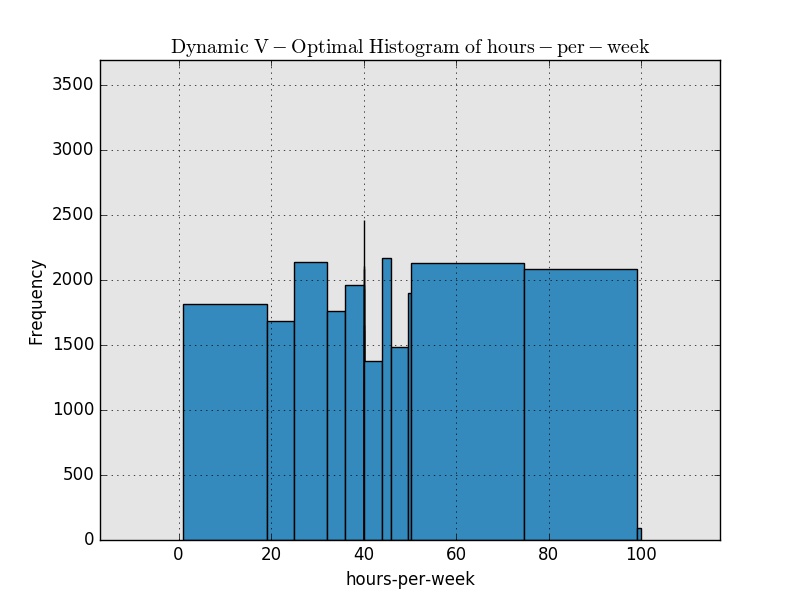 Dynamic V − Optimal Histogram of hours − per − week
3500
3000
2500
2000
1500
1000
500
0
Frequency
0 20 40 60 80 100
hours-per-week